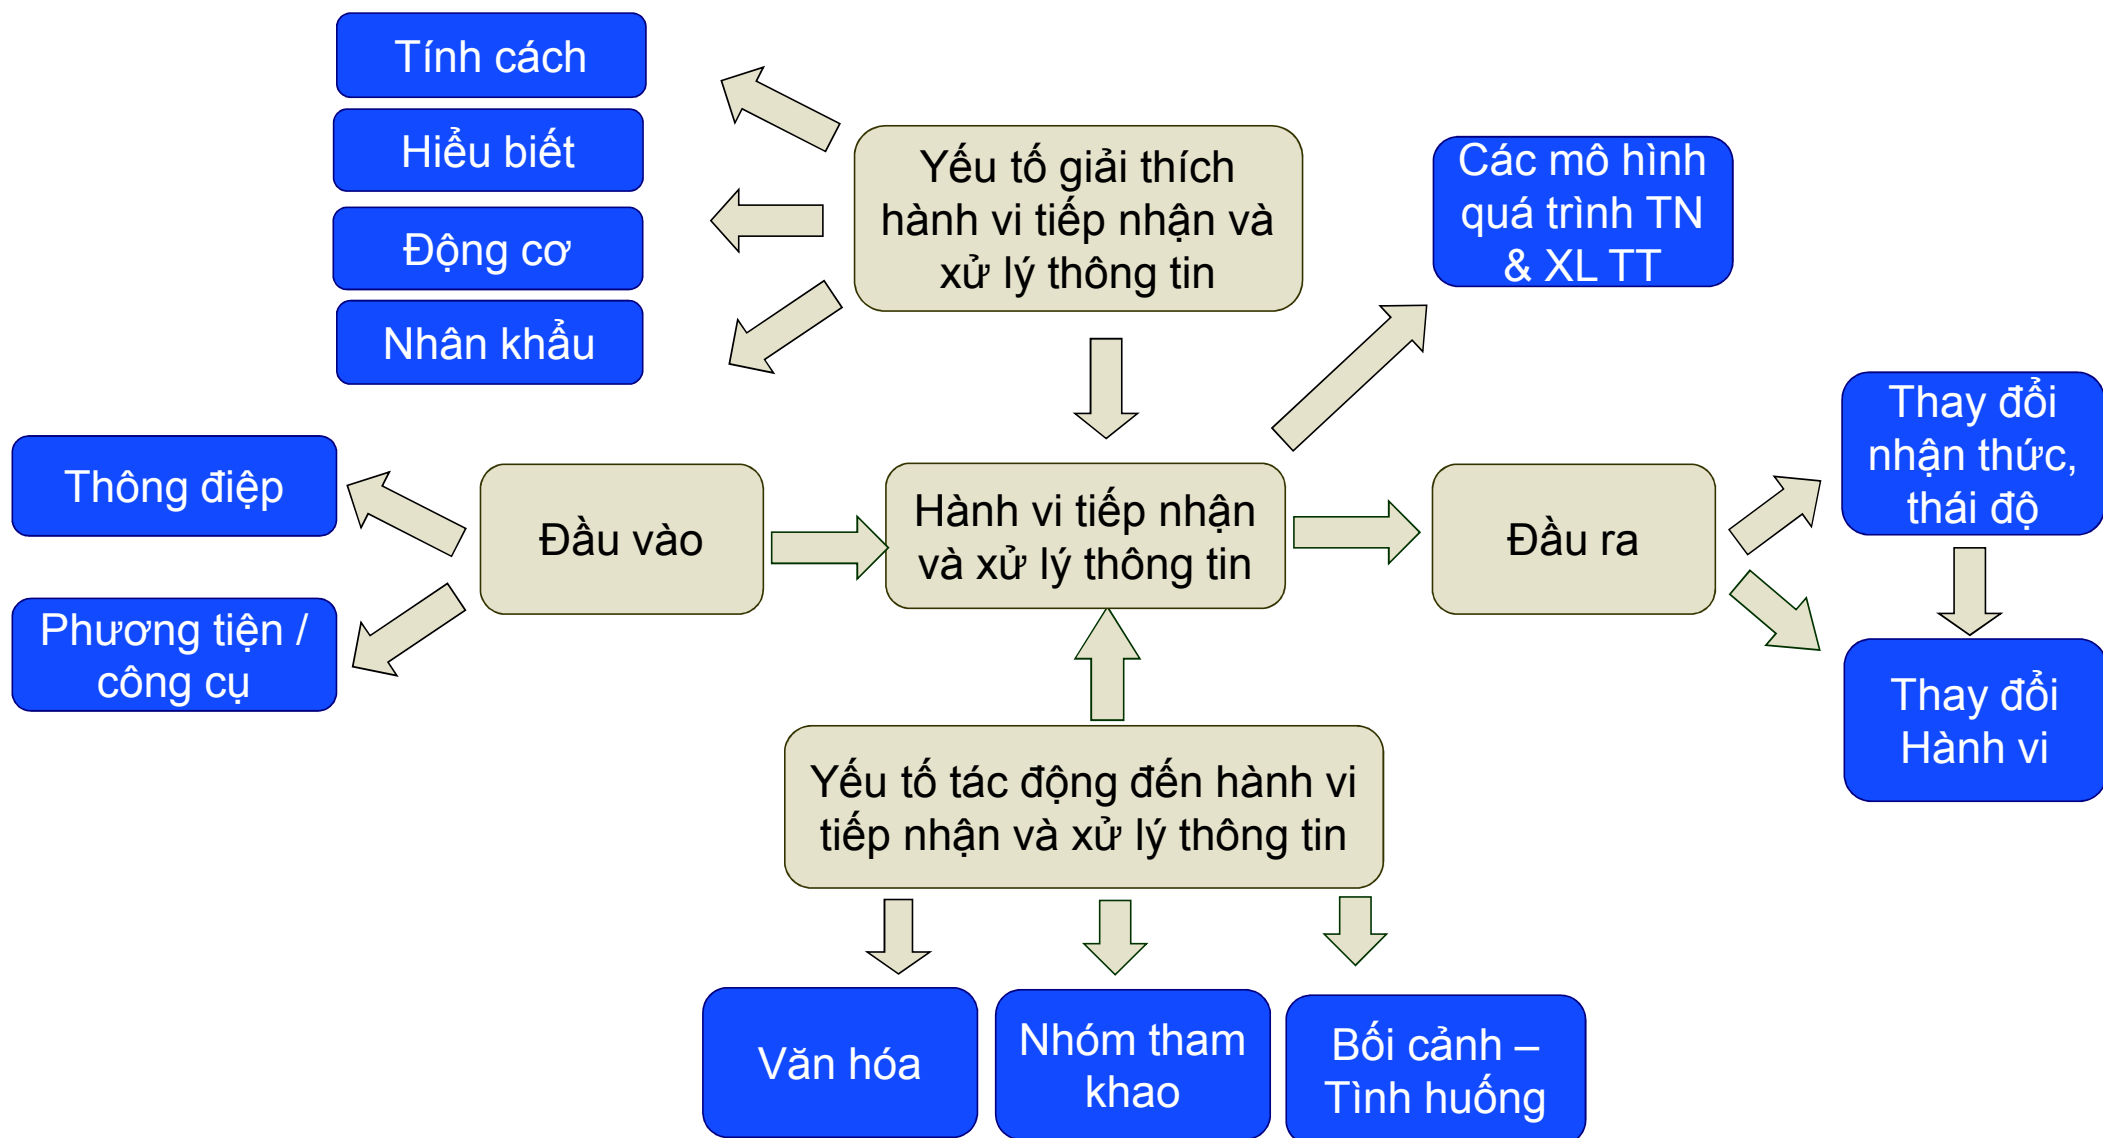 Tính cách
Hiểu biết
Động cơ
Nhân khẩu
Yếu tố giải thích
hành vi tiếp nhận và
xử lý thông tin
Các mô hình
quá trình TN
& XL TT
Thông điệp
Phương tiện /
công cụ
Đầu vào
Hành vi tiếp nhận
và xử lý thông tin
Đầu ra
Thay đổi
nhận thức,
thái độ
Thay đổi
Hành vi
Yếu tố tác động đến hành vi
tiếp nhận và xử lý thông tin
Văn hóa
Nhóm tham
khao
Bối cảnh –
Tình huống